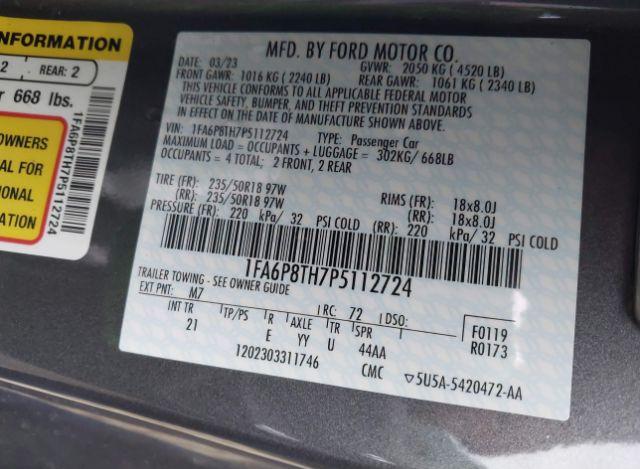 INFORMATION
2 REAR: 2
r 668 lbs.
1FA6P8TH7P5112724
OWNERS
AL FOR
IONAL
ATION
MFD. BY FORD MOTOR CO.
DATE: 03/23 GVWR: 2050 KG ( 4520 LB)
FRONT GAWR: 1016 KG ( 2240 LB) REAR GAWR: 1061 KG ( 2340 LB)
THIS VEHICLE CONFORMS TO ALL APPLICABLE FEDERAL MOTOR
VEHICLE SAFETY, BUMPER, AND THEFT PREVENTION STANDARDS
IN EFFECT ON THE DATE OF MANUFACTURE SHOWN ABOVE.
VIN: 1FA6P8TH7P5112724 TYPE: Passenger Car
MAXIMUM LOAD = OCCUPANTS + LUGGAGE = 302KG/ 668LB
OCCUPANTS = 4 TOTAL; 2 FRONT, 2 REAR
TIRE (FR): 235/50R18 97W RIMS (FR): 18x8.0J
(RR): 235/50R18 97W (RR): 18x8.0J
PRESSURE (FR): 220 kPa/ 32 PSI COLD (RR): 220 kPa/ 32 PSI COLD
1FA6P8TH7P5112724
TRAILER TOWING - SEE OWNER GUIDE
EXT PNT: M7 RC: 72 DSO: F0119
INT TR TP/PS R AXLE TR SPR R0173
21 E YY U 44AA
1202303311746 CMC ▽5U5A-5420472-AA